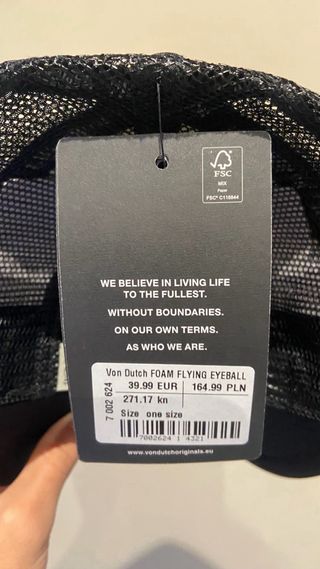 FSC
MIX
Paper
FSC® C116844
WE BELIEVE IN LIVING LIFE
TO THE FULLEST.
WITHOUT BOUNDARIES.
ON OUR OWN TERMS.
AS WHO WE ARE.
Von Dutch FOAM FLYING EYEBALL
39.99 EUR 164.99 PLN
271.17 kn
Size one size
7002624 1 4321
7 002 624
www.vondutchoriginals.eu